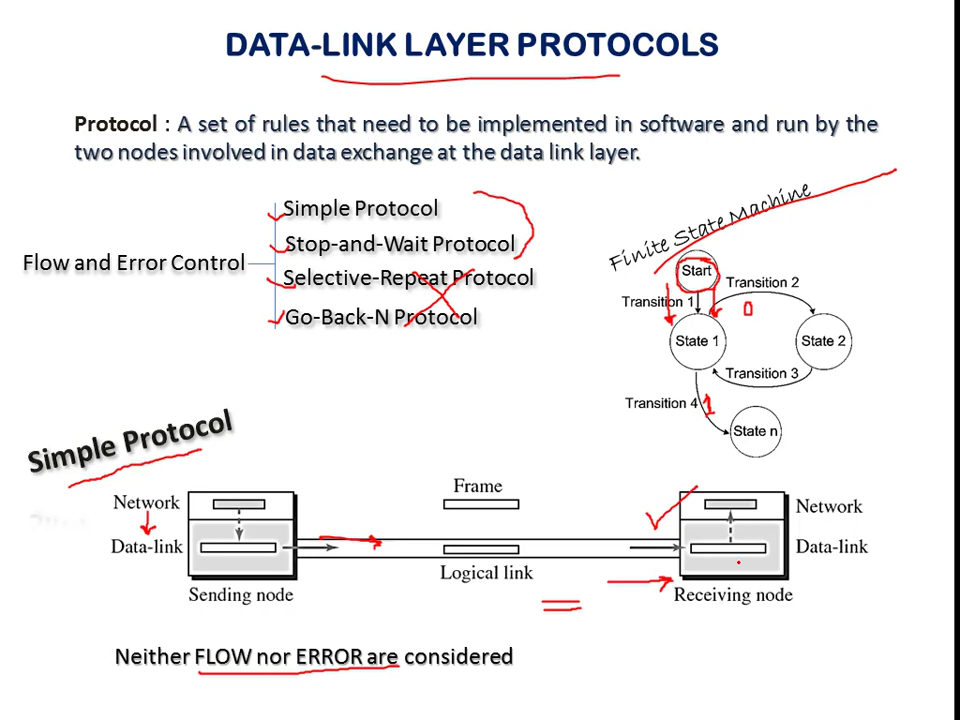 DATA-LINK LAYER PROTOCOLS
Protocol : A set of rules that need to be implemented in software and run by the
two nodes involved in data exchange at the data link layer.
Flow and Error Control
Simple Protocol
Stop-and-Wait Protocol
Selective-Repeat Protocol
Go-Back-N Protocol
Finite State Machine
Start
Transition 1
Transition 2
0
State 1
State 2
Transition 3
Transition 4
1
State n
Simple Protocol
Network
Data-link
Sending node
Frame
Logical link
Network
Data-link
Receiving node
Neither FLOW nor ERROR are considered